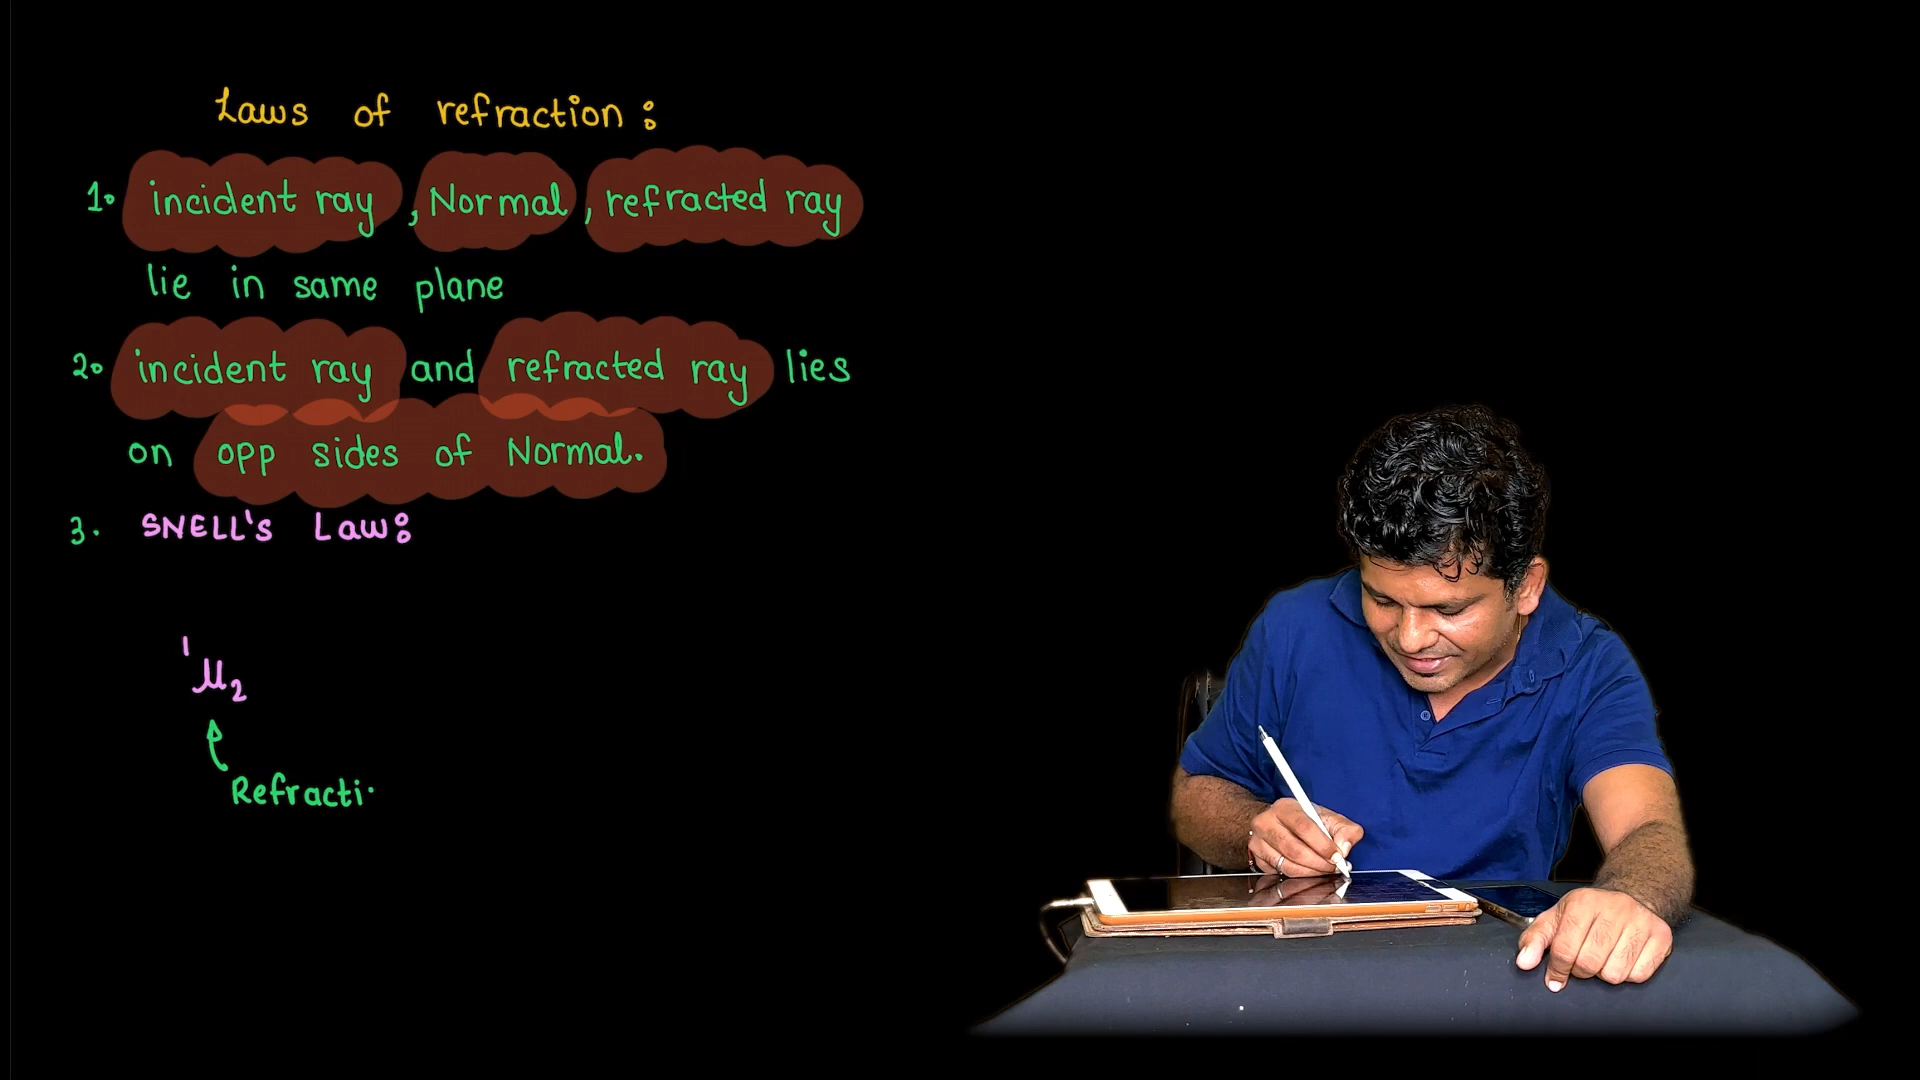 Laws of refraction:
1. incident ray, Normal, refracted ray
lie in same plane
2. incident ray and refracted ray lies
on opp sides of Normal.
3. SNELL's Law:
¹μ₂
Refracti.